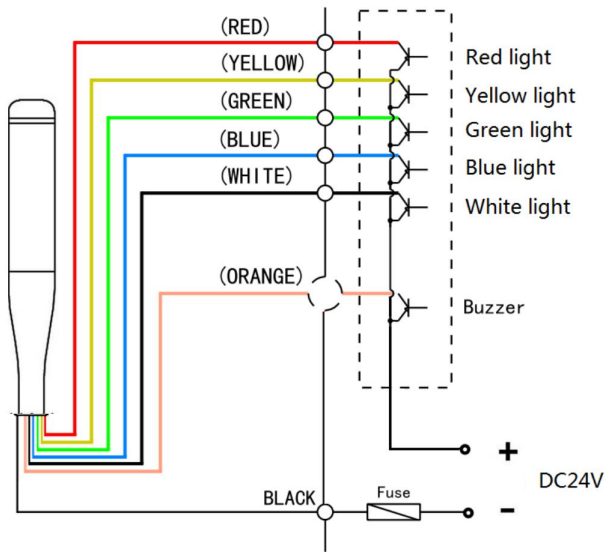 (RED)
Red light
(YELLOW)
Yellow light
(GREEN)
Green light
(BLUE)
Blue light
(WHITE)
White light
(ORANGE)
Buzzer
+
DC24V
BLACK
Fuse
-